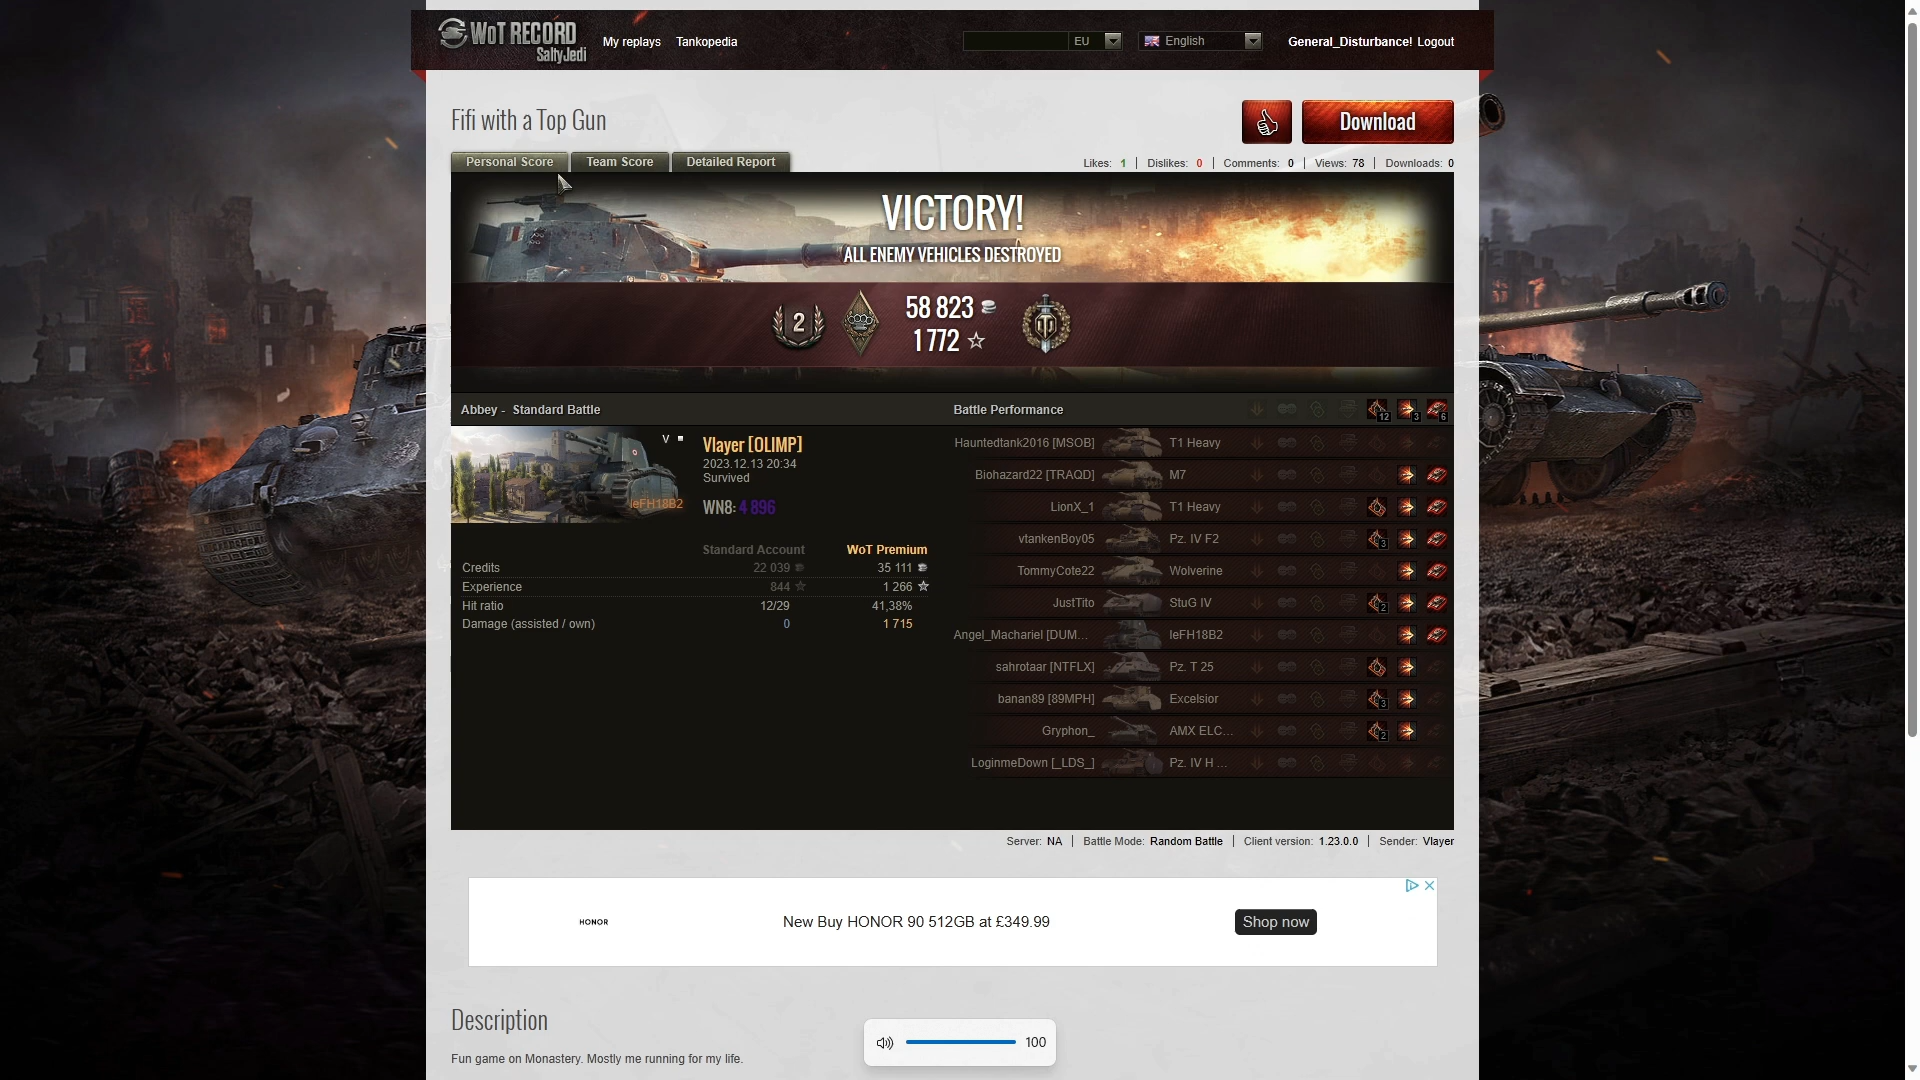 WoT RECORD
SaltyJedi
My replays
Tankopedia
EU
English
General_Disturbance! Logout
Fifi with a Top Gun
Download
Personal Score
Team Score
Detailed Report
Likes: 1 | Dislikes: 0 | Comments: 0 | Views: 78 | Downloads: 0
VICTORY!
ALL ENEMY VEHICLES DESTROYED
2
58 823
1 772
Abbey - Standard Battle
Battle Performance
12
3
6
V
leFH18B2
Vlayer [OLIMP]
2023.12.13 20:34
Survived
WN8: 4 896
Standard Account
WoT Premium
Credits 22 039 35 111
Experience 844 1 266
Hit ratio 12/29 41,38%
Damage (assisted / own) 0 1 715
Hauntedtank2016 [MSOB] T1 Heavy
Biohazard22 [TRAQD] M7
LionX_1 T1 Heavy
vtankenBoy05 Pz. IV F2 3
TommyCote22 Wolverine
JustTito StuG IV 2
Angel_Machariel [DUM... leFH18B2
sahrotaar [NTFLX] Pz. T 25
banan89 [89MPH] Excelsior 3
Gryphon_ AMX ELC... 2
LoginmeDown [_LDS_] Pz. IV H ...
Server: NA | Battle Mode: Random Battle | Client version: 1.23.0.0 | Sender: Vlayer
HONOR
New Buy HONOR 90 512GB at £349.99
Shop now
Description
Fun game on Monastery. Mostly me running for my life.
100